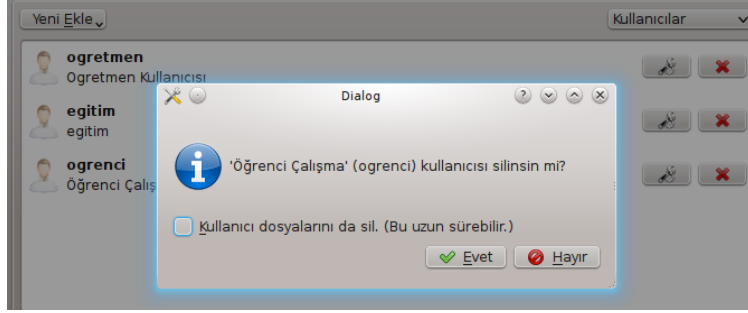 Yeni Ekle
Kullanıcılar
ogretmen
Ogretmen Kullanıcısı
egitim
egitim
ogrenci
Öğrenci Çalış
Dialog
'Öğrenci Çalışma' (ogrenci) kullanıcısı silinsin mi?
Kullanıcı dosyalarını da sil. (Bu uzun sürebilir.)
Evet
Hayır